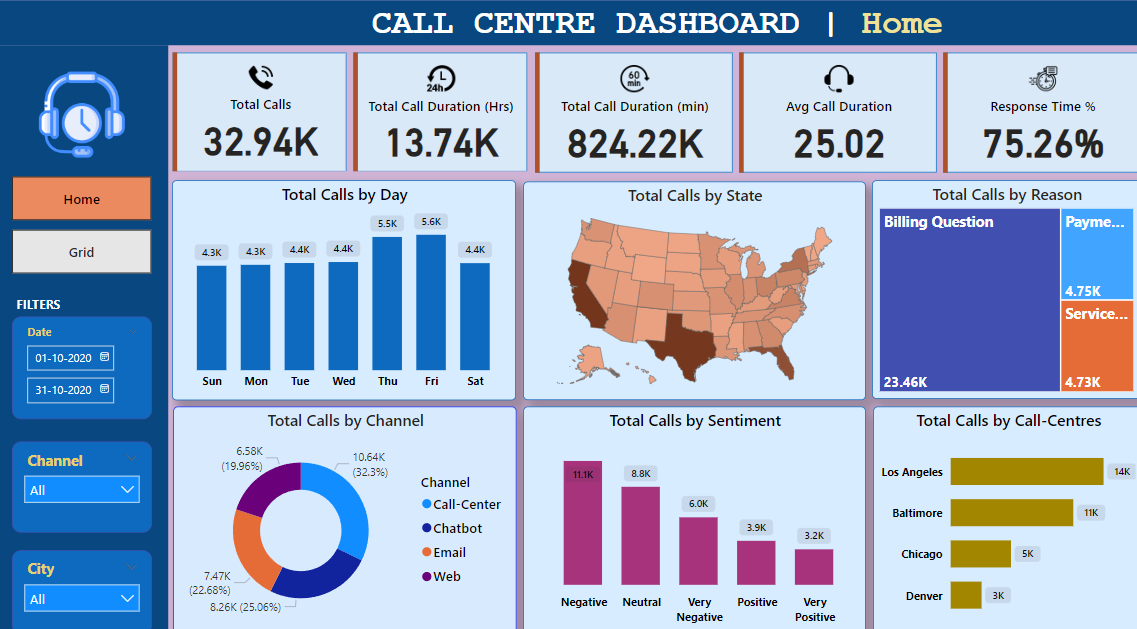 CALL CENTRE DASHBOARD | Home
24h
60
min
Total Calls
Total Call Duration (Hrs)
Total Call Duration (min)
Avg Call Duration
Response Time %
32.94K
13.74K
824.22K
25.02
75.26%
Home
Grid
FILTERS
Date
01-10-2020
31-10-2020
Channel
All
City
All
Total Calls by Day
4.3K
4.3K
4.4K
4.4K
5.5K
5.6K
4.4K
Sun
Mon
Tue
Wed
Thu
Fri
Sat
Total Calls by State
Total Calls by Reason
Billing Question
23.46K
Payme...
4.75K
Service...
4.73K
Total Calls by Channel
6.58K
(19.96%)
10.64K
(32.3%)
7.47K
(22.68%)
8.26K (25.06%)
Channel
Call-Center
Chatbot
Email
Web
Total Calls by Sentiment
11.1K
8.8K
6.0K
3.9K
3.2K
Negative
Neutral
Very
Negative
Positive
Very
Positive
Total Calls by Call-Centres
Los Angeles
14K
Baltimore
11K
Chicago
5K
Denver
3K